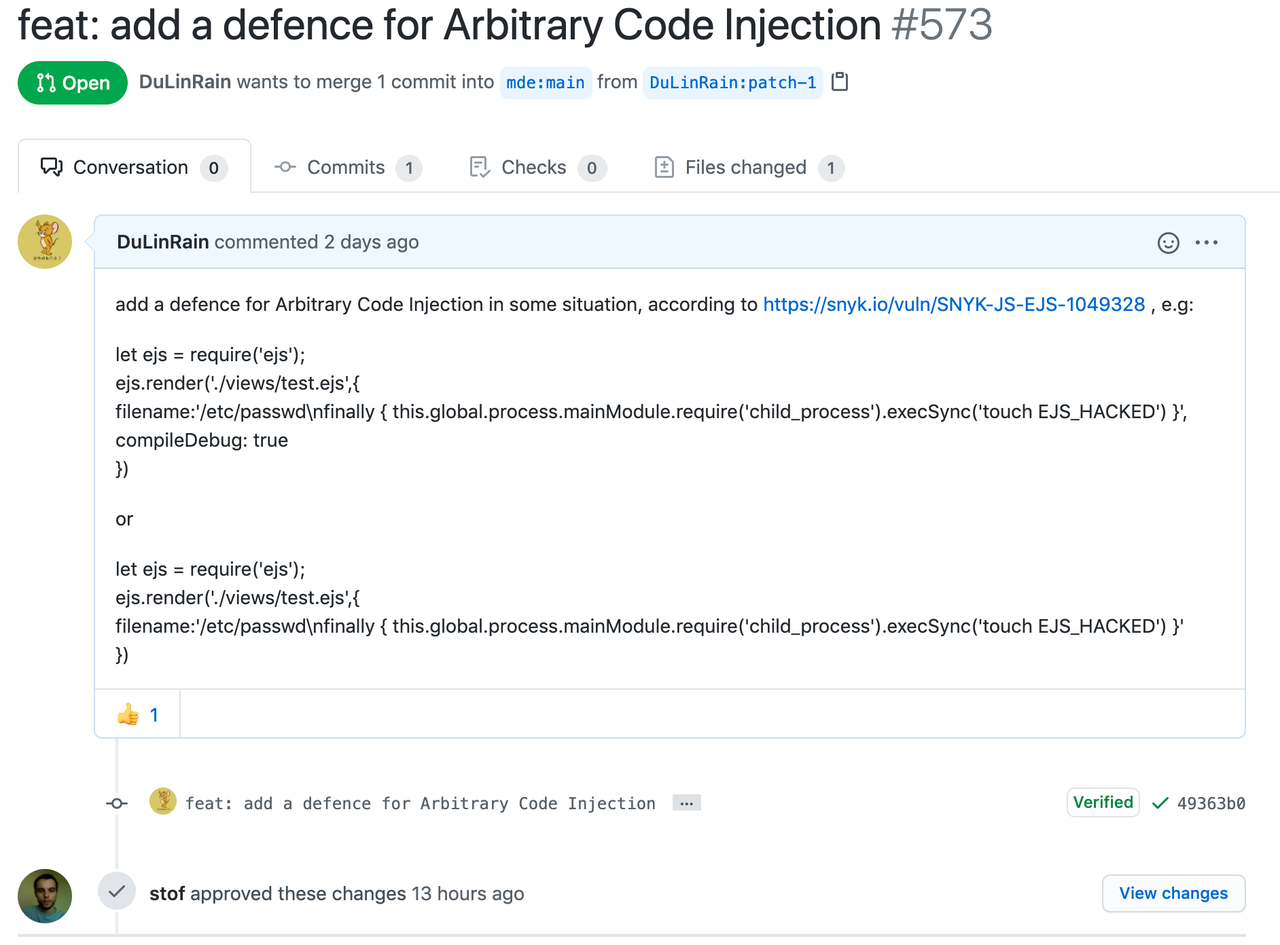 feat: add a defence for Arbitrary Code Injection #573
Open DuLinRain wants to merge 1 commit into mde:main from DuLinRain:patch-1
Conversation 0 Commits 1 Checks 0 Files changed 1
DuLinRain commented 2 days ago
add a defence for Arbitrary Code Injection in some situation, according to https://snyk.io/vuln/SNYK-JS-EJS-1049328 , e.g:
let ejs = require('ejs');
ejs.render('./views/test.ejs',{
filename:'/etc/passwd\nfinally { this.global.process.mainModule.require('child_process').execSync('touch EJS_HACKED') }',
compileDebug: true
})
or
let ejs = require('ejs');
ejs.render('./views/test.ejs',{
filename:'/etc/passwd\nfinally { this.global.process.mainModule.require('child_process').execSync('touch EJS_HACKED') }'
})
👍 1
feat: add a defence for Arbitrary Code Injection ... Verified 49363b0
stof approved these changes 13 hours ago View changes